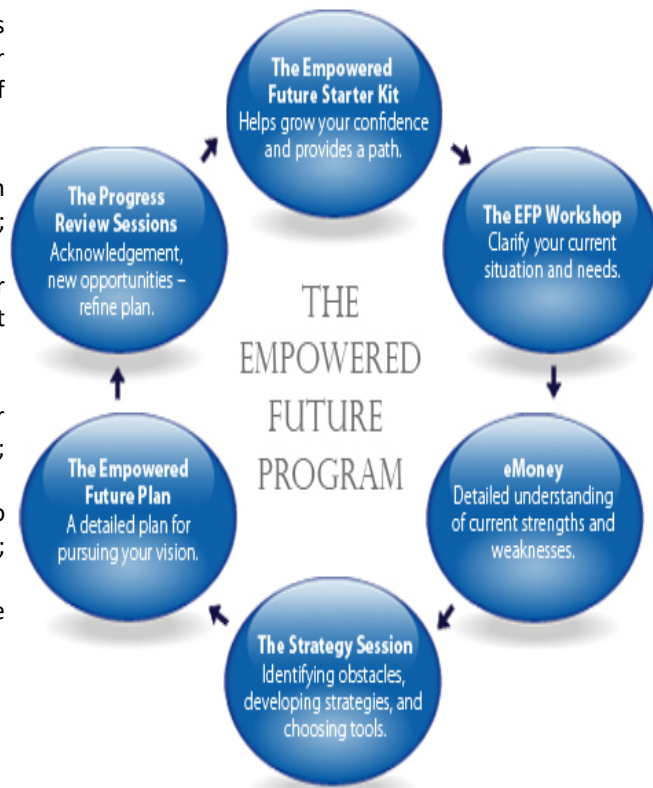 s
r
f
n
;
r
t
r
;
o
;
e
The Empowered
Future Starter Kit
Helps grow your confidence
and provides a path.
The EFP Workshop
Clarify your current
situation and needs.
eMoney
Detailed understanding
of current strengths and
weaknesses.
The Strategy Session
Identifying obstacles,
developing strategies, and
choosing tools.
The Empowered
Future Plan
A detailed plan for
pursuing your vision.
The Progress
Review Sessions
Acknowledgement,
new opportunities –
refine plan.
THE
EMPOWERED
FUTURE
PROGRAM